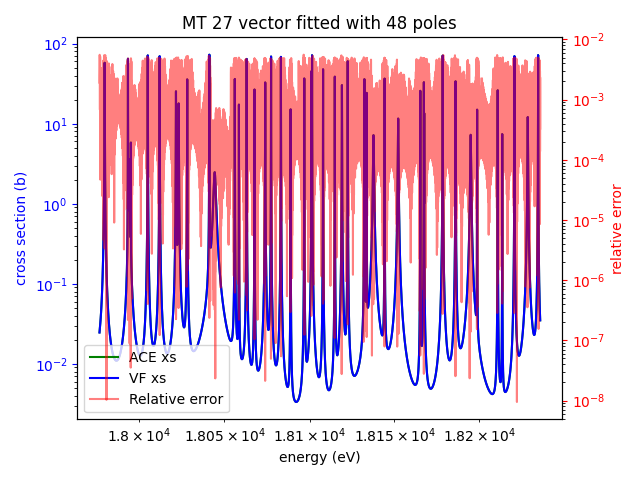 MT 27 vector fitted with 48 poles
cross section (b)
10²
10¹
10⁰
10⁻¹
10⁻²
10⁻²
10⁻³
10⁻⁴
10⁻⁵
10⁻⁶
10⁻⁷
10⁻⁸
relative error
ACE xs
VF xs
Relative error
1.8 × 10⁴ 1.805 × 10⁴ 1.81 × 10⁴ 1.815 × 10⁴ 1.82 × 10⁴
energy (eV)